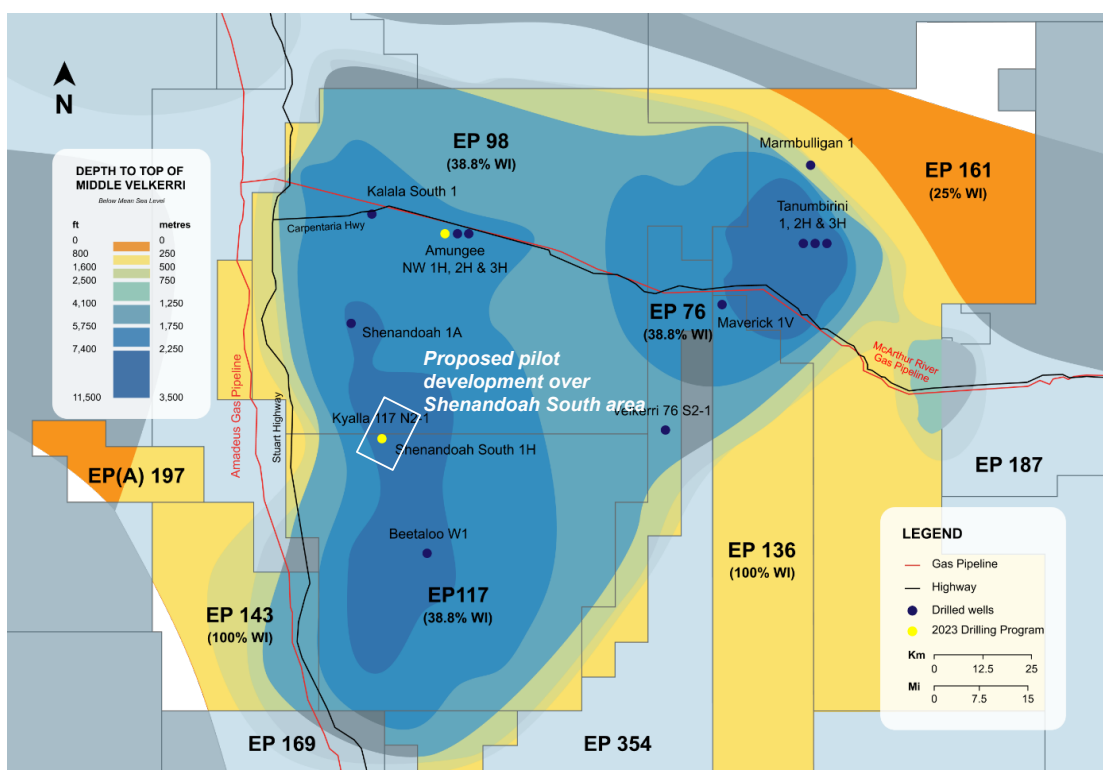 N
DEPTH TO TOP OF
MIDDLE VELKERRI
Below Mean Sea Level
ft metres
0 0
800 250
1,600 500
2,500 750
4,100 1,250
5,750 1,750
7,400 2,250
11,500 3,500
EP 98
(38.8% WI)
Marmbulligan 1
EP 161
(25% WI)
Kalala South 1
Tanumbirini
1, 2H & 3H
Carpentaria Hwy
Amungee
NW 1H, 2H & 3H
EP 76
(38.8% WI)
Maverick 1V
Shenandoah 1A
McArthur River
Gas Pipeline
Proposed pilot
development over
Shenandoah South area
Amadeus Gas Pipeline
Stuart Highway
Kyalla 117 N2-1
Velkerri 76 S2-1
Shenandoah South 1H
EP(A) 197
EP 187
Beetaloo W1
EP 136
(100% WI)
EP117
(38.8% WI)
EP 143
(100% WI)
EP 169
EP 354
LEGEND
Gas Pipeline
Highway
Drilled wells
2023 Drilling Program
Km
0 12.5 25
Mi
0 7.5 15